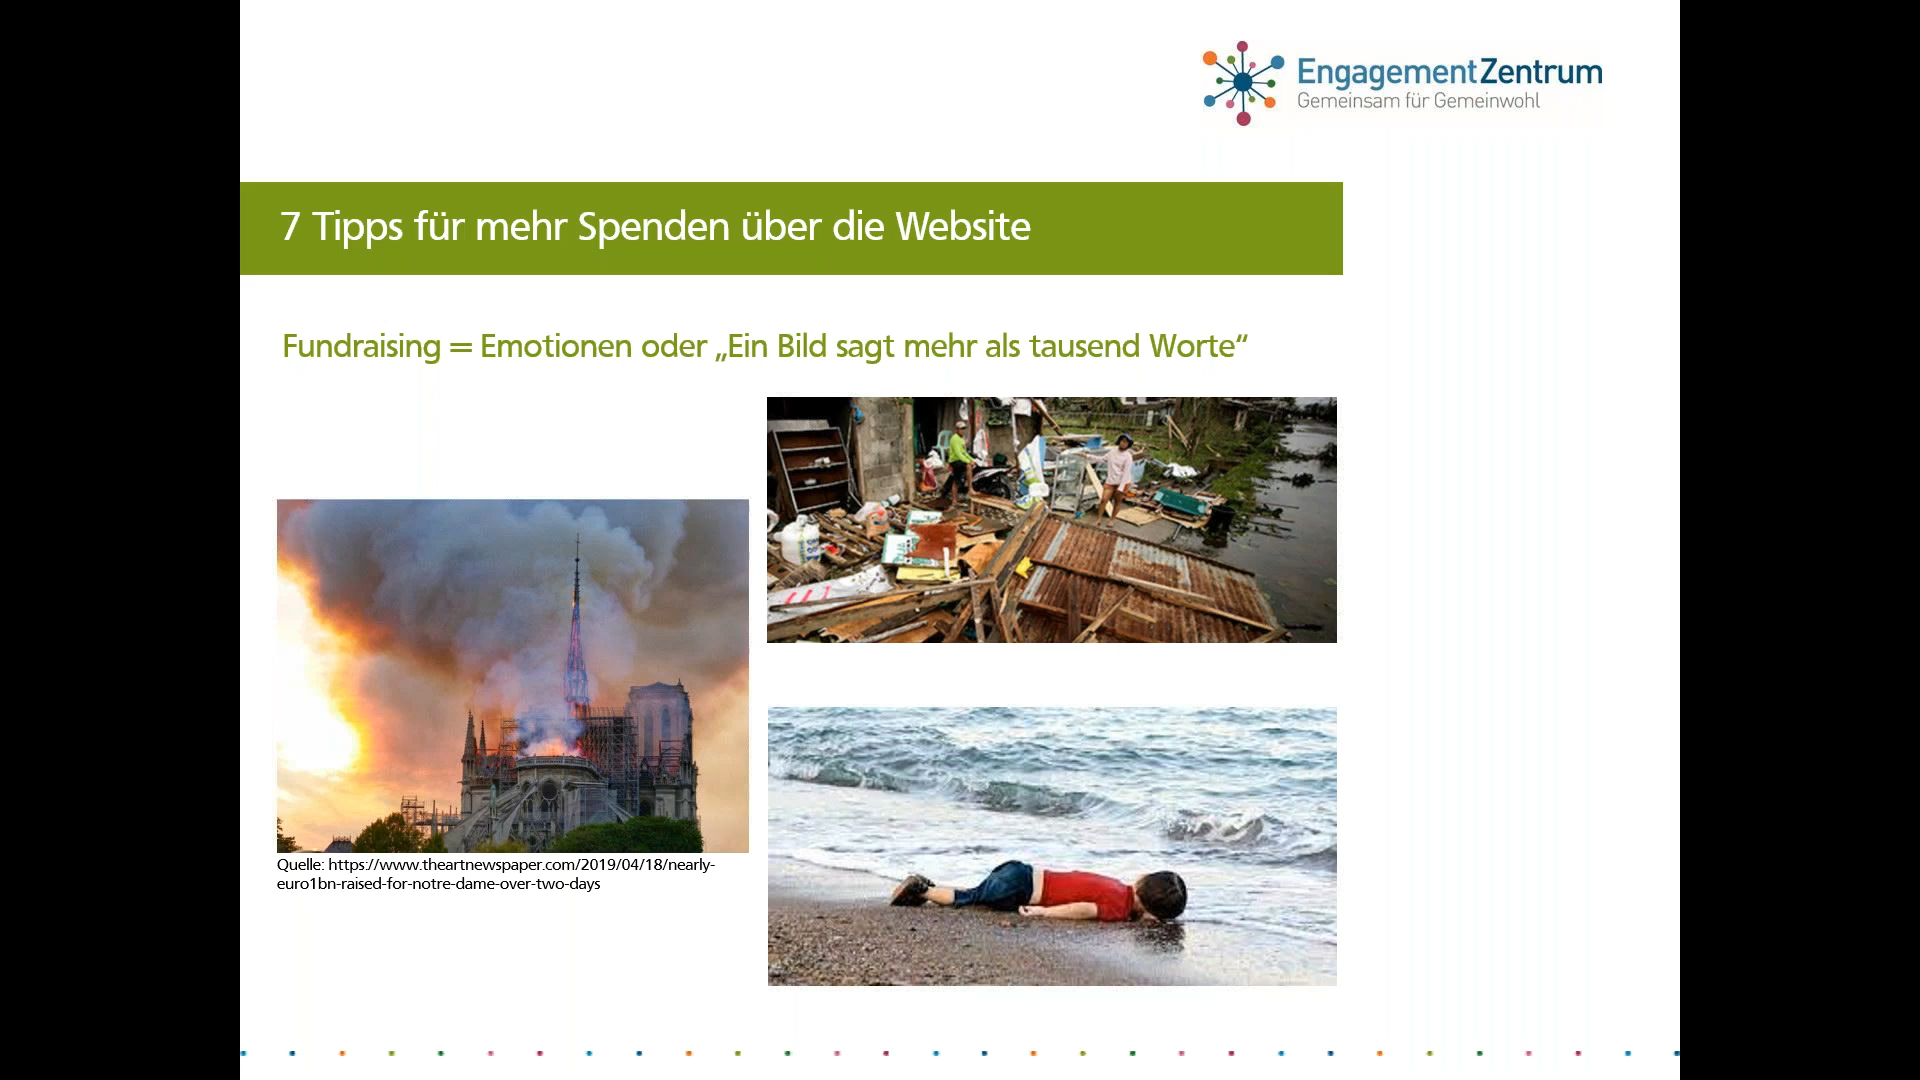 EngagementZentrum
Gemeinsam für Gemeinwohl
7 Tipps für mehr Spenden über die Website
Fundraising = Emotionen oder „Ein Bild sagt mehr als tausend Worte“
Quelle: https://www.theartnewspaper.com/2019/04/18/nearly-
euro1bn-raised-for-notre-dame-over-two-days